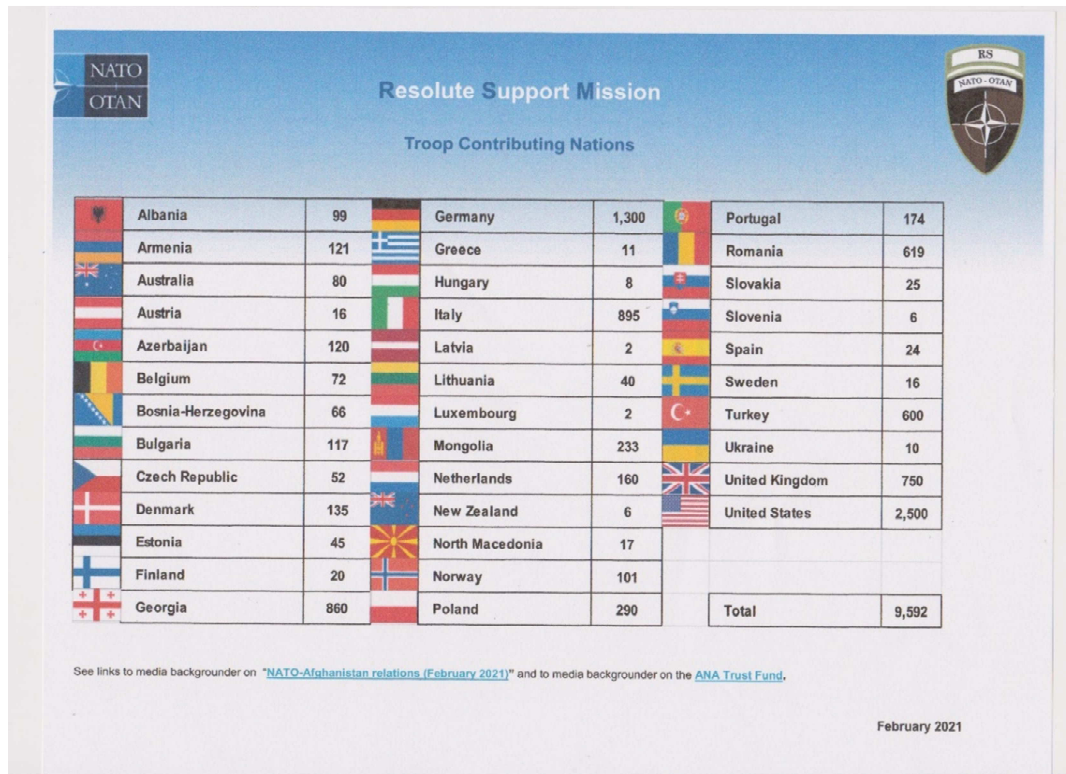 NATO
OTAN
Resolute Support Mission
RS
NATO - OTAN
Troop Contributing Nations
Albania 99 Germany 1,300 Portugal 174
Armenia 121 Greece 11 Romania 619
Australia 80 Hungary 8 Slovakia 25
Austria 16 Italy 895 Slovenia 6
Azerbaijan 120 Latvia 2 Spain 24
Belgium 72 Lithuania 40 Sweden 16
Bosnia-Herzegovina 66 Luxembourg 2 Turkey 600
Bulgaria 117 Mongolia 233 Ukraine 10
Czech Republic 52 Netherlands 160 United Kingdom 750
Denmark 135 New Zealand 6 United States 2,500
Estonia 45 North Macedonia 17
Finland 20 Norway 101
Georgia 860 Poland 290 Total 9,592
See links to media backgrounder on "NATO-Afghanistan relations (February 2021)" and to media backgrounder on the ANA Trust Fund.
February 2021